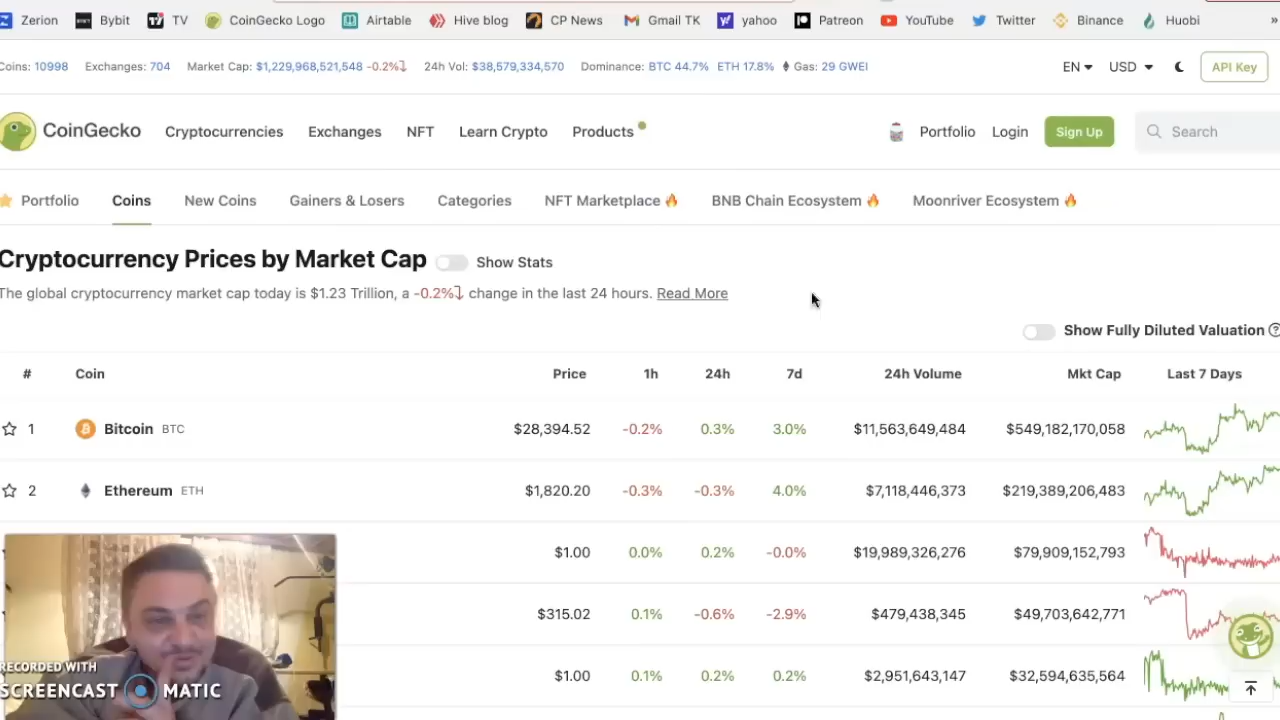 Zerion Bybit TV CoinGecko Logo Airtable Hive blog CP News Gmail TK yahoo Patreon YouTube Twitter Binance Huobi »
Coins: 10998 Exchanges: 704 Market Cap: $1,229,968,521,548 -0.2% 24h Vol: $38,579,334,570 Dominance: BTC 44.7% ETH 17.8% Gas: 29 GWEI EN USD API Key
CoinGecko Cryptocurrencies Exchanges NFT Learn Crypto Products Portfolio Login Sign Up Search
Portfolio Coins New Coins Gainers & Losers Categories NFT Marketplace 🔥 BNB Chain Ecosystem 🔥 Moonriver Ecosystem 🔥
Cryptocurrency Prices by Market Cap Show Stats
The global cryptocurrency market cap today is $1.23 Trillion, a -0.2% change in the last 24 hours. Read More
Show Fully Diluted Valuation ?
# Coin Price 1h 24h 7d 24h Volume Mkt Cap Last 7 Days
1 Bitcoin BTC $28,394.52 -0.2% 0.3% 3.0% $11,563,649,484 $549,182,170,058
2 Ethereum ETH $1,820.20 -0.3% -0.3% 4.0% $7,118,446,373 $219,389,206,483
$1.00 0.0% 0.2% -0.0% $19,989,326,276 $79,909,152,793
$315.02 0.1% -0.6% -2.9% $479,438,345 $49,703,642,771
$1.00 0.1% 0.2% 0.2% $2,951,643,147 $32,594,635,564
RECORDED WITH
SCREENCAST MATIC